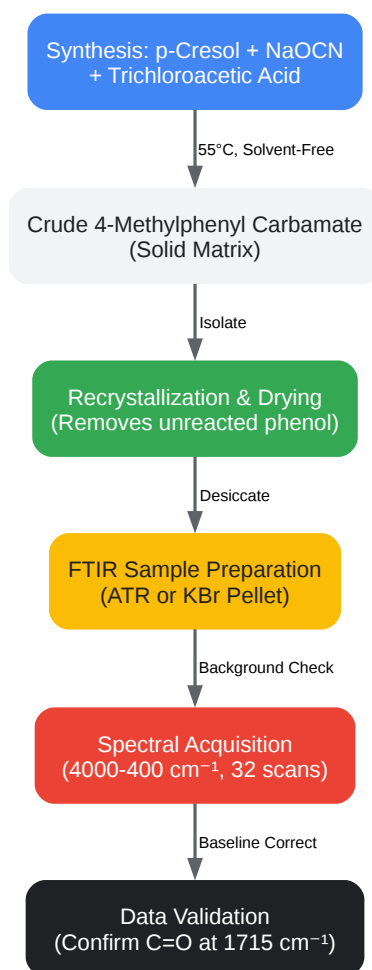 Synthesis: p-Cresol + NaOCN
+ Trichloroacetic Acid
55°C, Solvent-Free
Crude 4-Methylphenyl Carbamate
(Solid Matrix)
Isolate
Recrystallization & Drying
(Removes unreacted phenol)
Desiccate
FTIR Sample Preparation
(ATR or KBr Pellet)
Background Check
Spectral Acquisition
(4000-400 cm⁻¹, 32 scans)
Baseline Correct
Data Validation
(Confirm C=O at 1715 cm⁻¹)